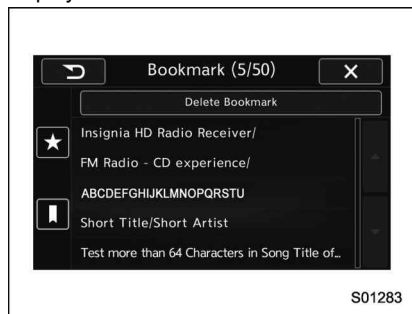 Bookmark (5/50)
Delete Bookmark
Insignia HD Radio Receiver/
FM Radio - CD experience/
ABCDEFGHIJKLMNOPQRSTU
Short Title/Short Artist
Test more than 64 Characters in Song Title of…
S01283